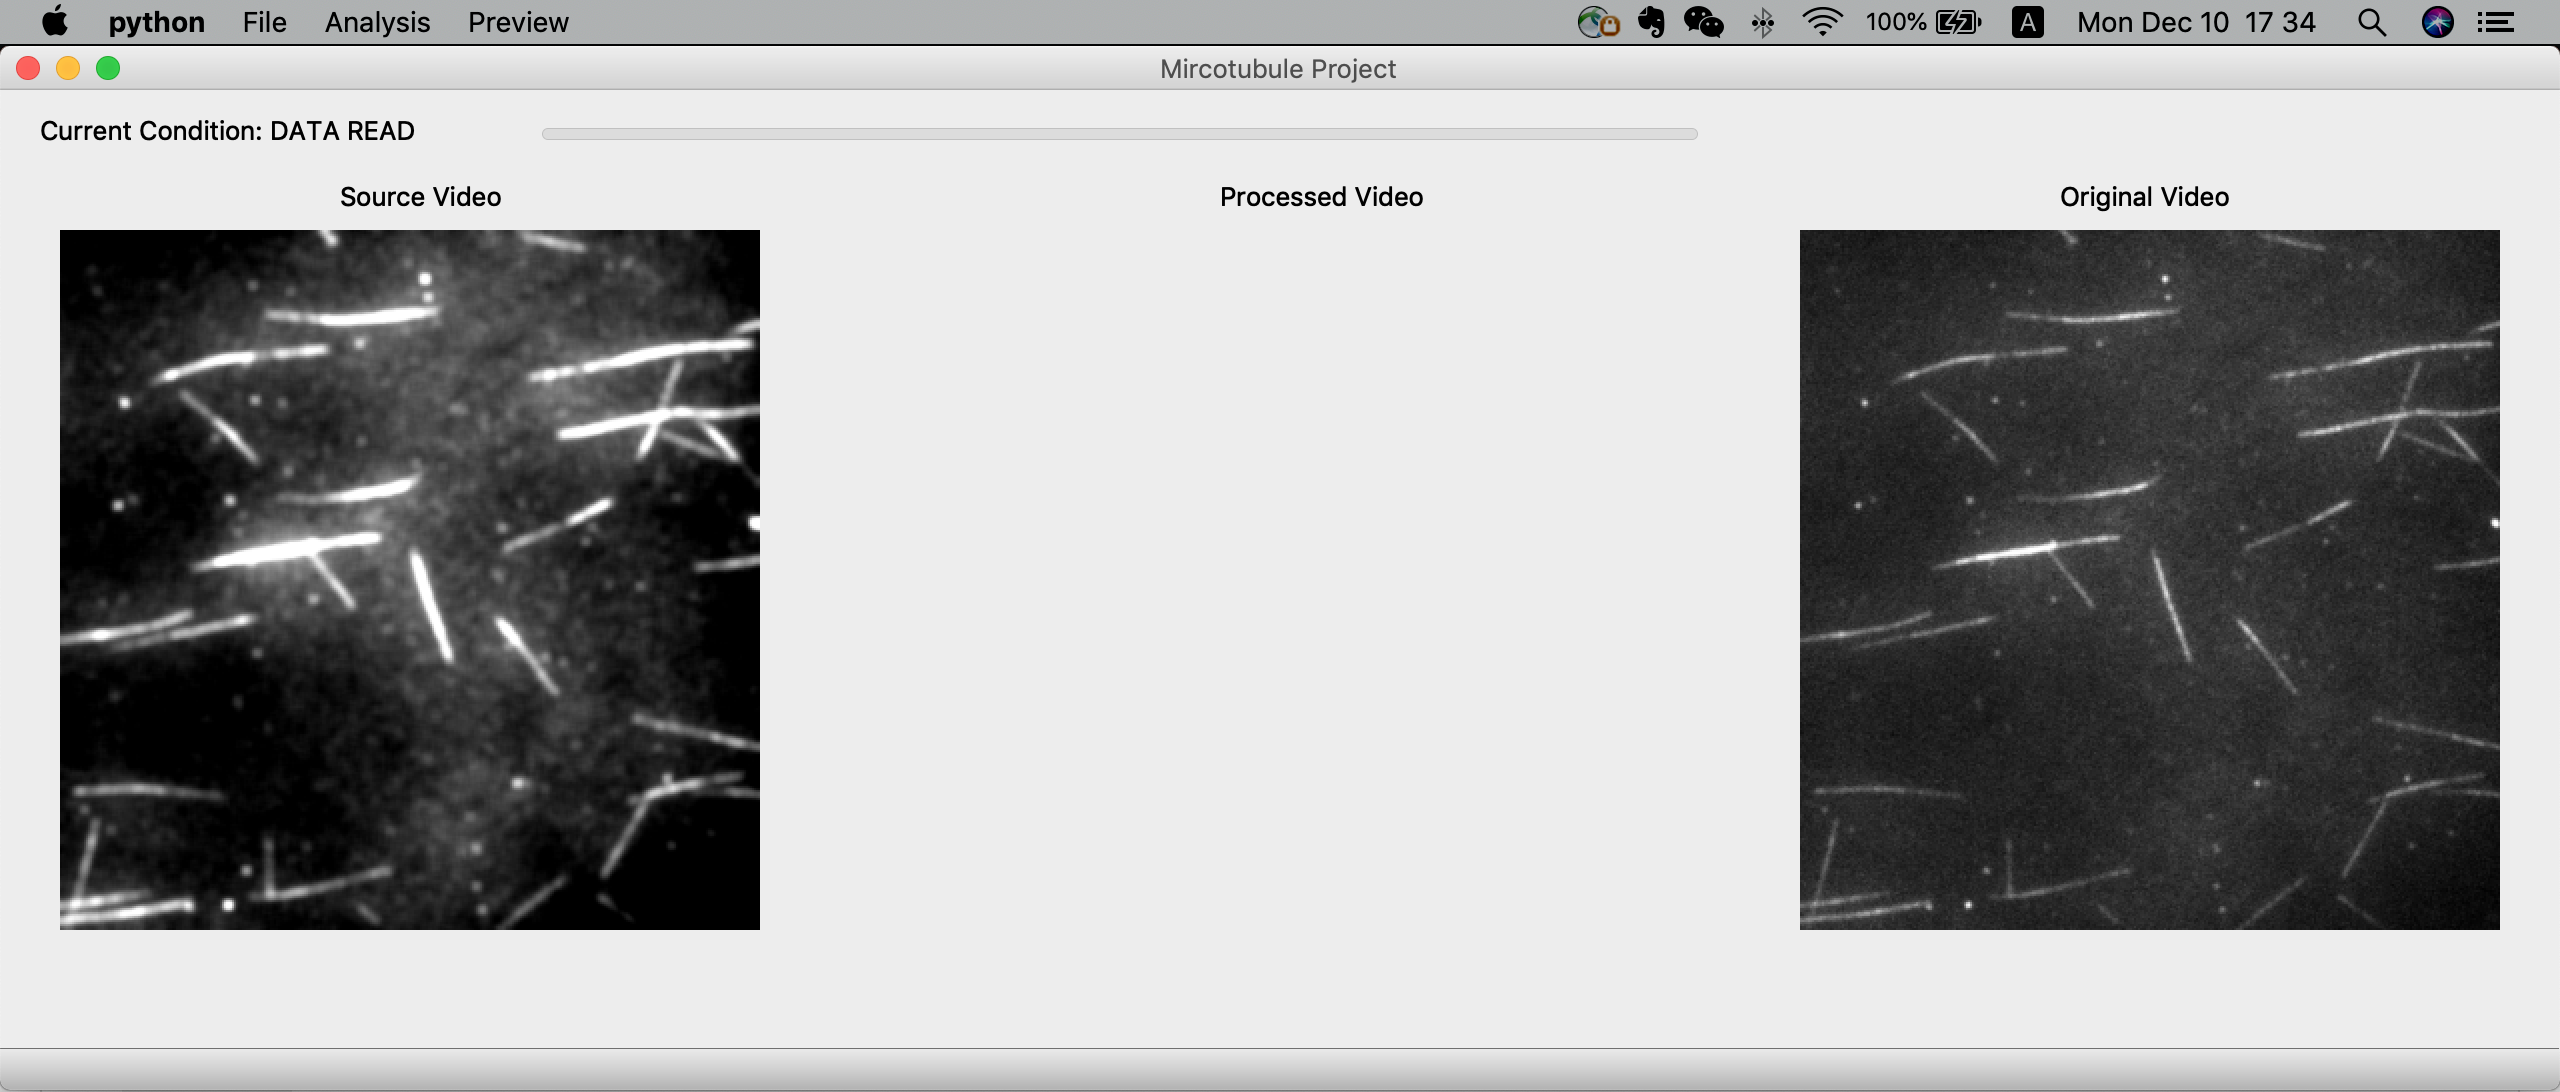 python File Analysis Preview 100% A Mon Dec 10 17 34
Mircotubule Project
Current Condition: DATA READ
Source Video Processed Video Original Video